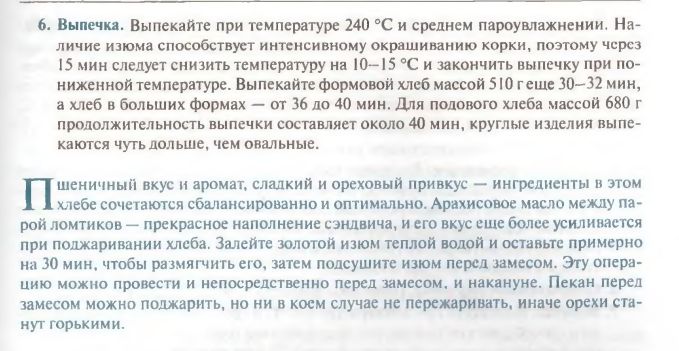 6. Выпечка. Выпекайте при температуре 240 °С и среднем пароувлажнении. На-
личие изюма способствует интенсивному окрашиванию корки, поэтому через
15 мин следует снизить температуру на 10–15 °С и закончить выпечку при по-
ниженной температуре. Выпекайте формовой хлеб массой 510 г еще 30–32 мин,
а хлеб в больших формах — от 36 до 40 мин. Для подового хлеба массой 680 г
продолжительность выпечки составляет около 40 мин, круглые изделия выпе-
каются чуть дольше, чем овальные.
Пшеничный вкус и аромат, сладкий и ореховый привкус — ингредиенты в этом
хлебе сочетаются сбалансированно и оптимально. Арахисовое масло между па-
рой ломтиков — прекрасное наполнение сэндвича, и его вкус еще более усиливается
при поджаривании хлеба. Залейте золотой изюм теплой водой и оставьте примерно
на 30 мин, чтобы размягчить его, затем подсушите изюм перед замесом. Эту опера-
цию можно провести и непосредственно перед замесом, и накануне. Пекан перед
замесом можно поджарить, но ни в коем случае не пережаривать, иначе орехи ста-
нут горькими.